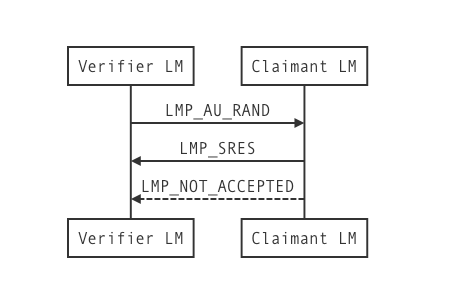 Verifier LM
Claimant LM
LMP_AU_RAND
LMP_SRES
LMP_NOT_ACCEPTED
Verifier LM
Claimant LM